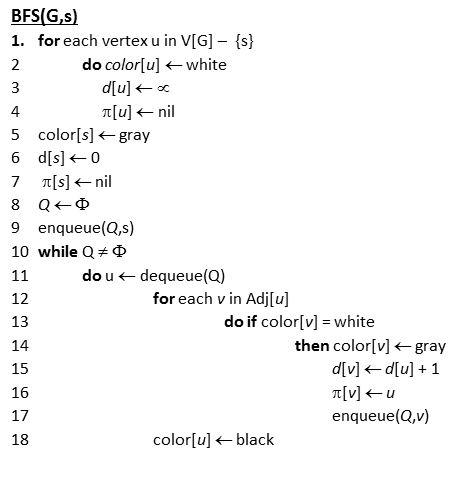 BFS(G,s)
1. for each vertex u in V[G] – {s}
2 do color[u] ← white
3 d[u] ← ∝
4 π[u] ← nil
5 color[s] ← gray
6 d[s] ← 0
7 π[s] ← nil
8 Q ← Φ
9 enqueue(Q,s)
10 while Q ≠ Φ
11 do u ← dequeue(Q)
12 for each v in Adj[u]
13 do if color[v] = white
14 then color[v] ← gray
15 d[v] ← d[u] + 1
16 π[v] ← u
17 enqueue(Q,v)
18 color[u] ← black